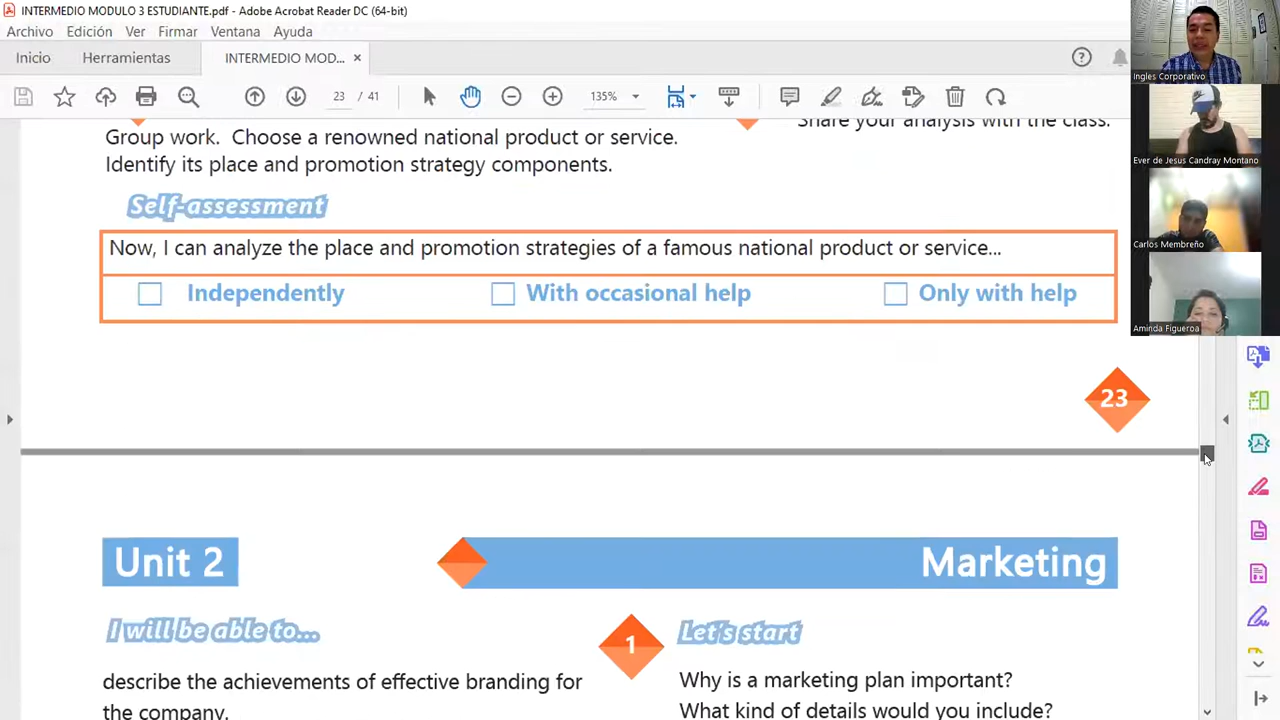 INTERMEDIO MODULO 3 ESTUDIANTE.pdf - Adobe Acrobat Reader DC (64-bit)
Archivo Edición Ver Firmar Ventana Ayuda
Inicio Herramientas INTERMEDIO MOD... ×
23 / 41 135%
Group work. Choose a renowned national product or service.
Identify its place and promotion strategy components.
Share your analysis with the class.
Self-assessment
Now, I can analyze the place and promotion strategies of a famous national product or service...
Independently With occasional help Only with help
23
Unit 2 Marketing
I will be able to...
describe the achievements of effective branding for
the company.
1 Let's start
Why is a marketing plan important?
What kind of details would you include?
Ingles Corporativo
Ever de Jesus Candray Montano
Carlos Membreño
Aminda Figueroa